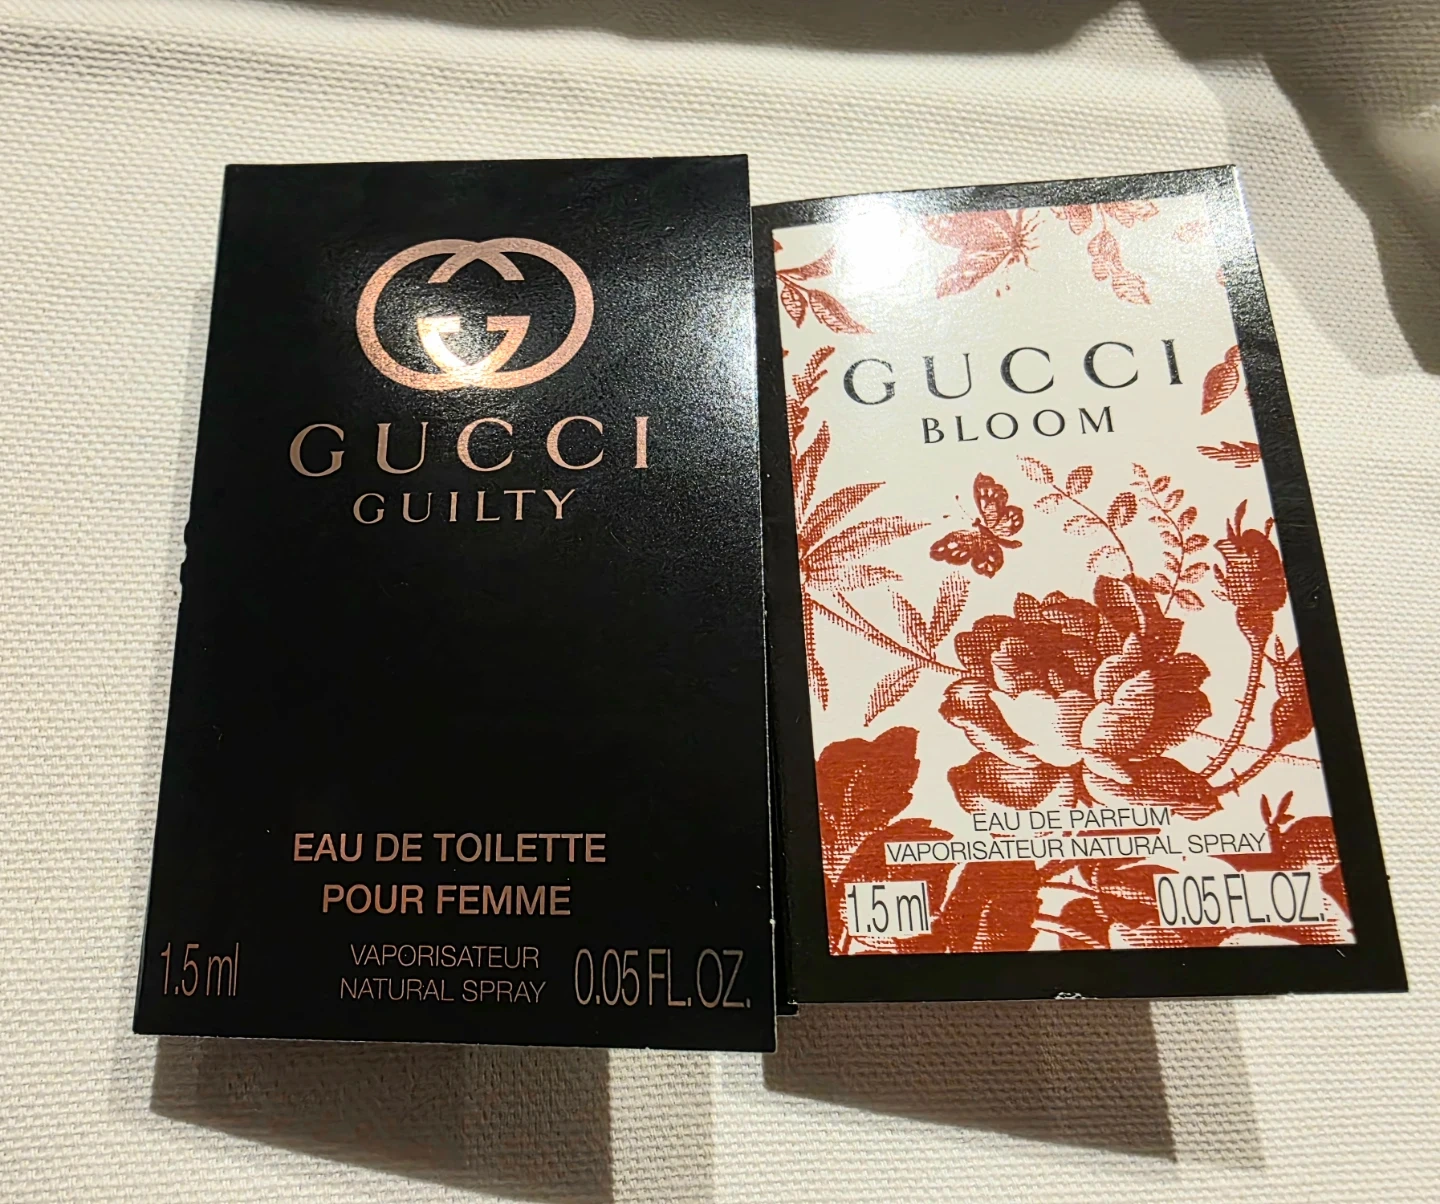 GUCCI
GUILTY
EAU DE TOILETTE
POUR FEMME
1.5 ml
VAPORISATEUR
NATURAL SPRAY
0.05 FL. OZ.
GUCCI
BLOOM
EAU DE PARFUM
VAPORISATEUR NATURAL SPRAY
1.5 ml
0.05 FL. OZ.